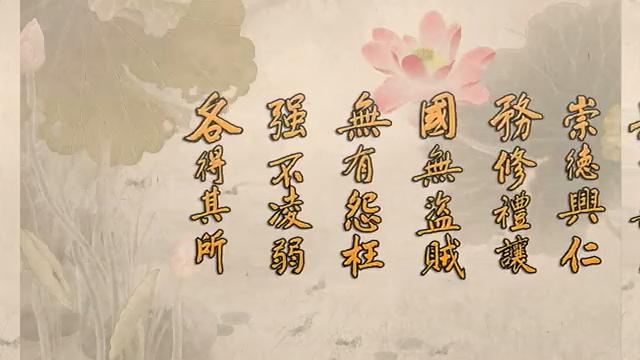 崇德興仁
務修禮讓
國無盜賊
無有怨枉
强不凌弱
各得其所